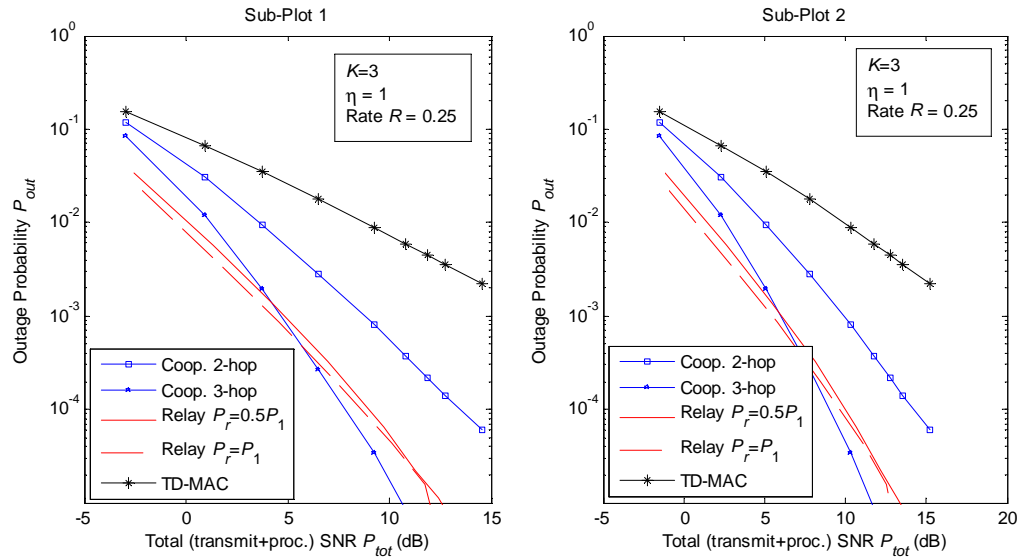 Sub-Plot 1
10^0
10^-1
10^-2
10^-3
10^-4
Outage Probability P_out
K=3
η = 1
Rate R = 0.25
Coop. 2-hop
Coop. 3-hop
Relay P_r=0.5P_1
Relay P_r=P_1
TD-MAC
-5 0 5 10 15
Total (transmit+proc.) SNR P_tot (dB)
Sub-Plot 2
10^0
10^-1
10^-2
10^-3
10^-4
Outage Probability P_out
K=3
η = 1
Rate R = 0.25
Coop. 2-hop
Coop. 3-hop
Relay P_r=0.5P_1
Relay P_r=P_1
TD-MAC
-5 0 5 10 15 20
Total (transmit+proc.) SNR P_tot (dB)